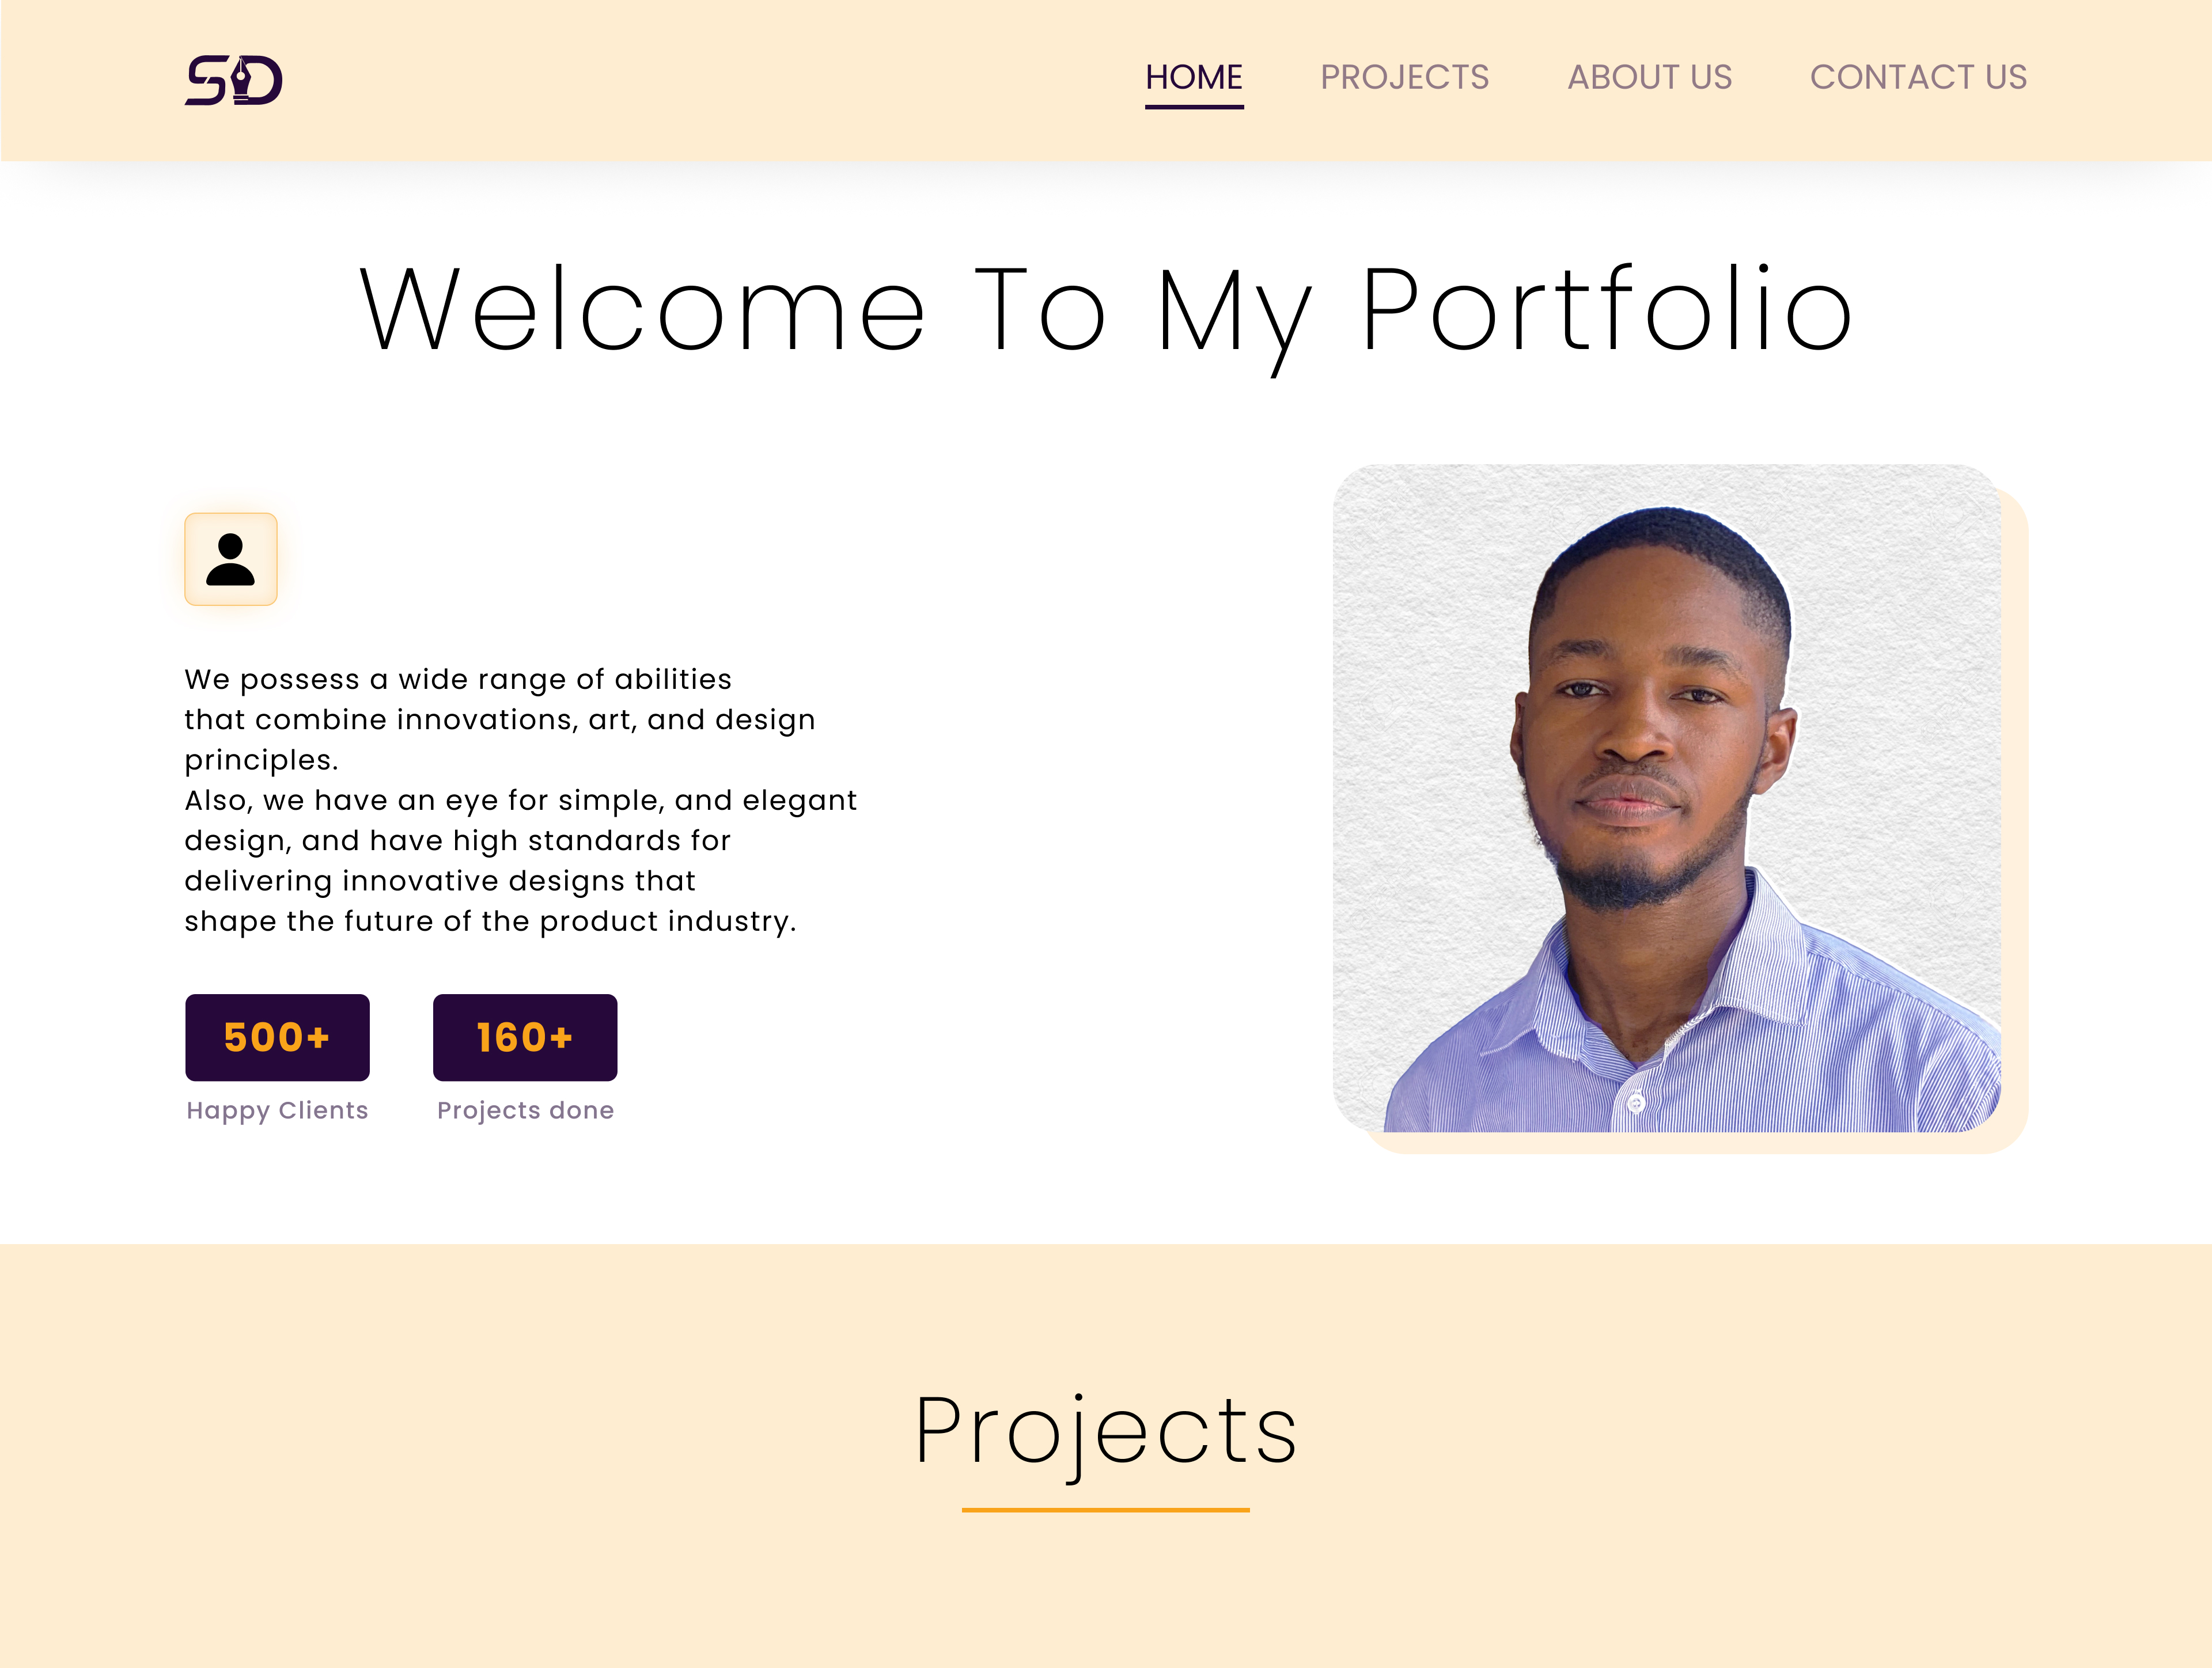 SD
HOME PROJECTS ABOUT US CONTACT US
Welcome To My Portfolio
We possess a wide range of abilities
that combine innovations, art, and design
principles.
Also, we have an eye for simple, and elegant
design, and have high standards for
delivering innovative designs that
shape the future of the product industry.
500+ 160+
Happy Clients Projects done
Projects